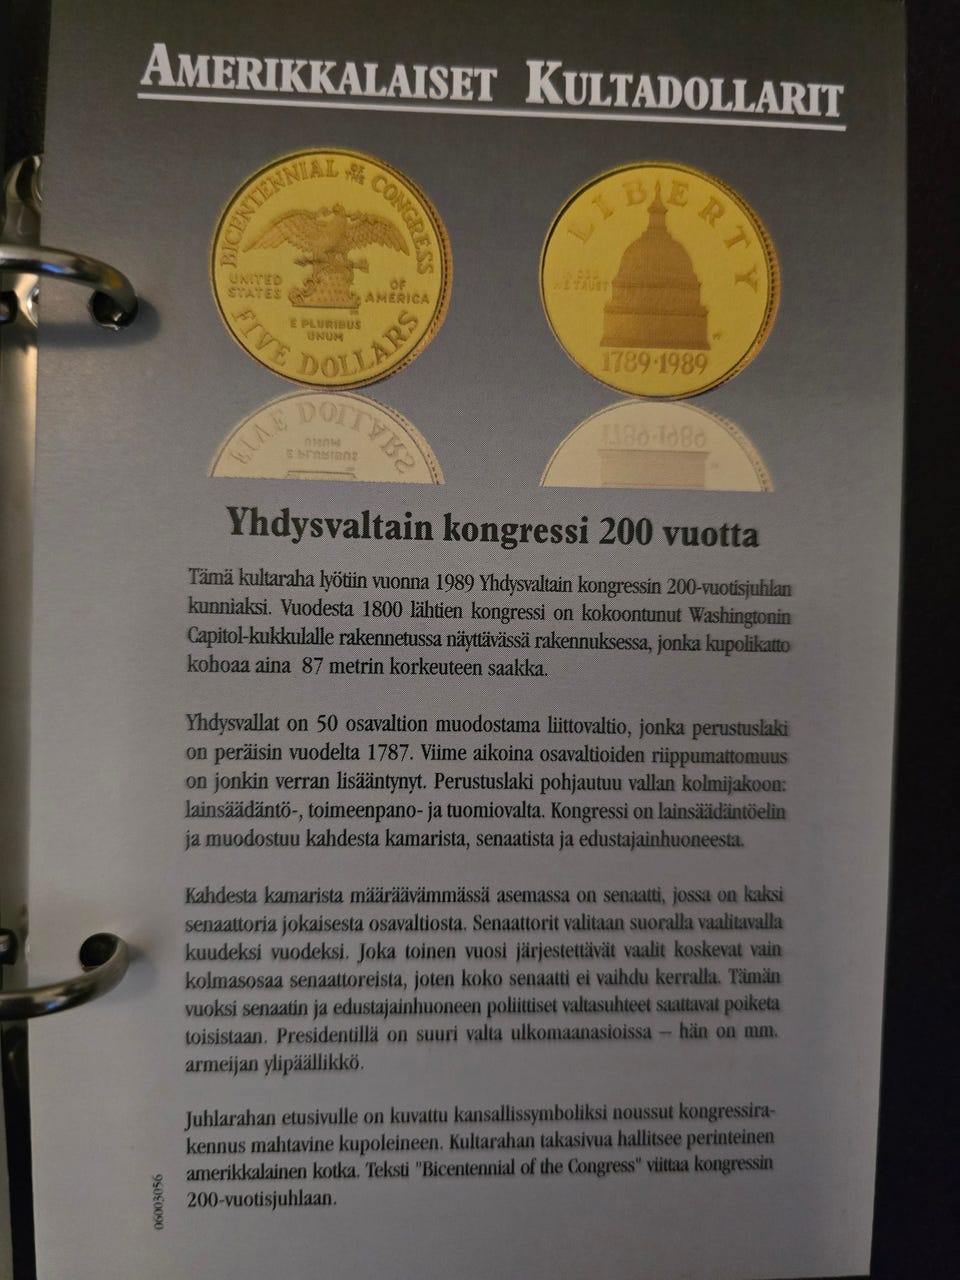 AMERIKKALAISET KULTADOLLARIT
BICENTENNIAL OF THE CONGRESS
UNITED STATES
OF AMERICA
E PLURIBUS
UNUM
FIVE DOLLARS
LIBERTY
IN GOD
WE TRUST
1789·1989
Yhdysvaltain kongressi 200 vuotta
Tämä kultaraha lyötiin vuonna 1989 Yhdysvaltain kongressin 200-vuotisjuhlan
kunniaksi. Vuodesta 1800 lähtien kongressi on kokoontunut Washingtonin
Capitol-kukkulalle rakennetussa näyttävässä rakennuksessa, jonka kupolikatto
kohoaa aina 87 metrin korkeuteen saakka.
Yhdysvallat on 50 osavaltion muodostama liittovaltio, jonka perustuslaki
on peräisin vuodelta 1787. Viime aikoina osavaltioiden riippumattomuus
on jonkin verran lisääntynyt. Perustuslaki pohjautuu vallan kolmijakoon:
lainsäädäntö-, toimeenpano- ja tuomiovalta. Kongressi on lainsäädäntöelin
ja muodostuu kahdesta kamarista, senaatista ja edustajainhuoneesta.
Kahdesta kamarista määräävämmässä asemassa on senaatti, jossa on kaksi
senaattoria jokaisesta osavaltiosta. Senaattorit valitaan suoralla vaalitavalla
kuudeksi vuodeksi. Joka toinen vuosi järjestettävät vaalit koskevat vain
kolmasosaa senaattoreista, joten koko senaatti ei vaihdu kerralla. Tämän
vuoksi senaatin ja edustajainhuoneen poliittiset valtasuhteet saattavat poiketa
toisistaan. Presidentillä on suuri valta ulkomaanasioissa – hän on mm.
armeijan ylipäällikkö.
Juhlarahan etusivulle on kuvattu kansallissymboliksi noussut kongressira-
kennus mahtavine kupoleineen. Kultarahan takasivua hallitsee perinteinen
amerikkalainen kotka. Teksti "Bicentennial of the Congress" viittaa kongressin
200-vuotisjuhlaan.
06003056